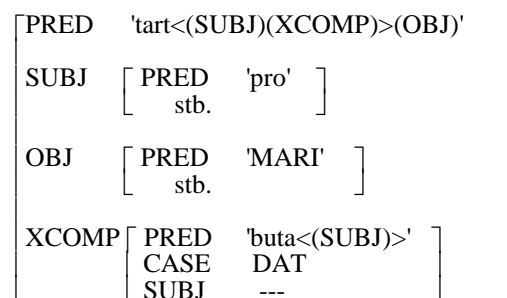 PRED 'tart<(SUBJ)(XCOMP)>(OBJ)'
SUBJ PRED 'pro'
stb.
OBJ PRED 'MARI'
stb.
XCOMP PRED 'buta<(SUBJ)>'
CASE DAT
SUBJ ---